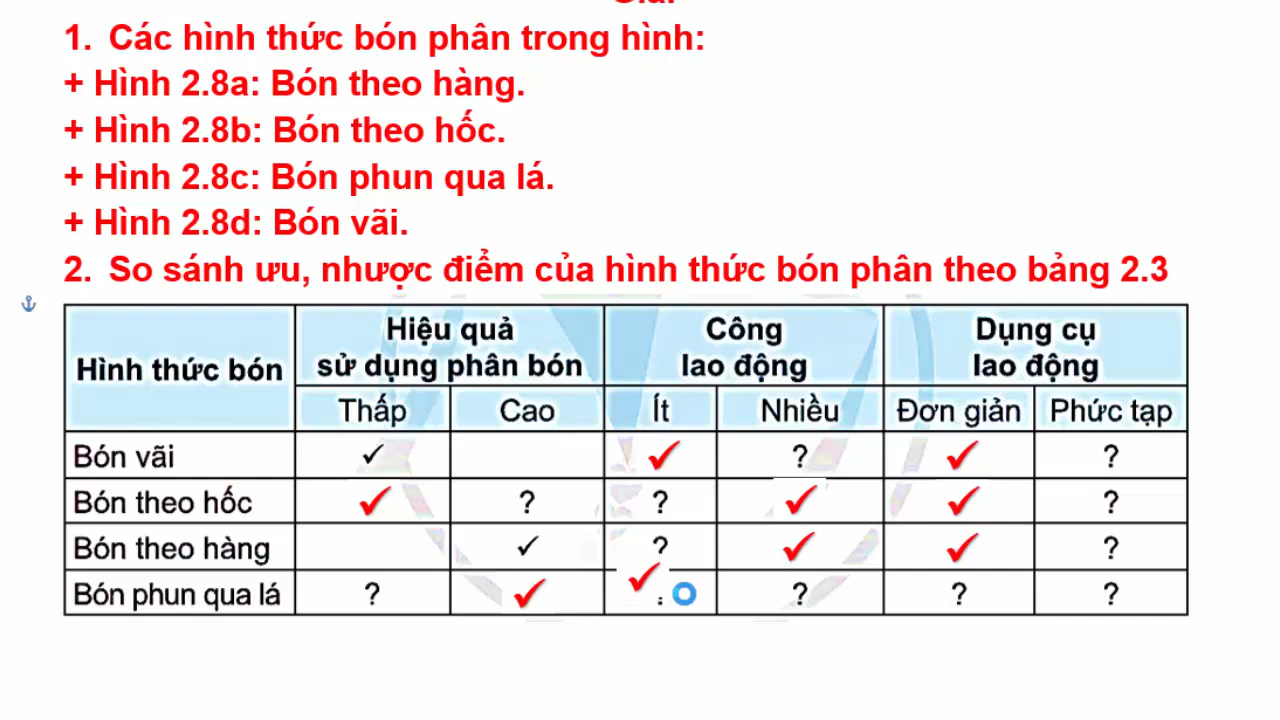 1. Các hình thức bón phân trong hình:
+ Hình 2.8a: Bón theo hàng.
+ Hình 2.8b: Bón theo hốc.
+ Hình 2.8c: Bón phun qua lá.
+ Hình 2.8d: Bón vãi.
2. So sánh ưu, nhược điểm của hình thức bón phân theo bảng 2.3
Hình thức bón | Hiệu quả sử dụng phân bón | Công lao động | Dụng cụ lao động
Thấp | Cao | Ít | Nhiều | Đơn giản | Phức tạp
Bón vãi | ✓ | | ✓ | ? | ✓ | ?
Bón theo hốc | ✓ | ? | ? | ✓ | ✓ | ?
Bón theo hàng | | ✓ | ? | ✓ | ✓ | ?
Bón phun qua lá | ? | ✓ | ✓ | ? | ? | ?